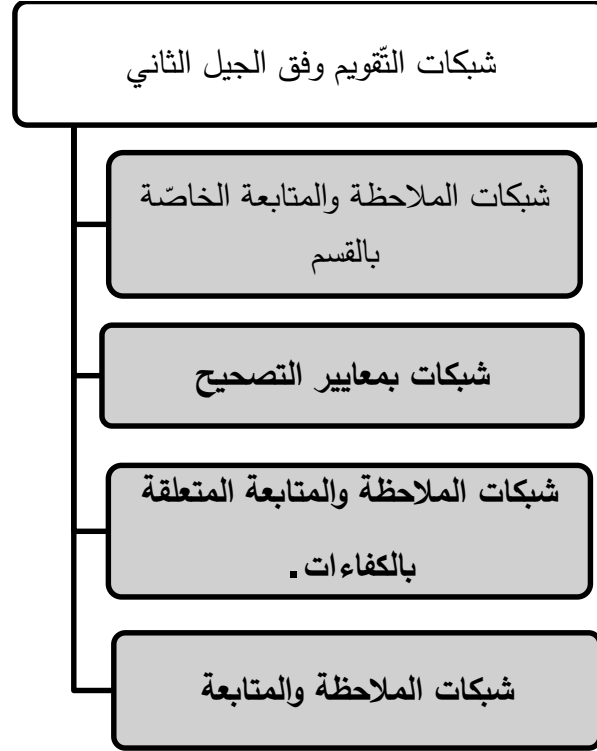 شبكات التّقويم وفق الجيل الثاني
شبكات الملاحظة والمتابعة الخاصّة
بالقسم
شبكات بمعايير التصحيح
شبكات الملاحظة والمتابعة المتعلقة
بالكفاءات.
شبكات الملاحظة والمتابعة